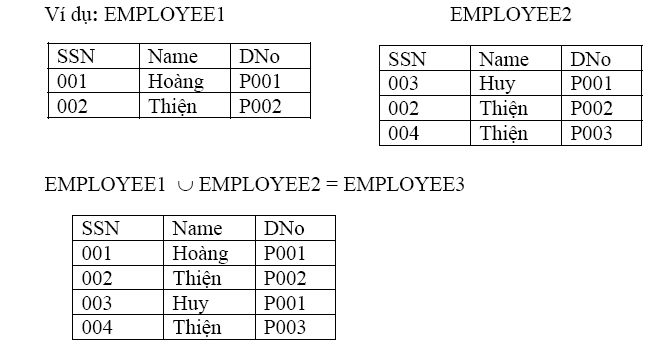 Ví dụ: EMPLOYEE1 EMPLOYEE2
SSN Name DNo
001 Hoàng P001
002 Thiện P002
SSN Name DNo
003 Huy P001
002 Thiện P002
004 Thiện P003
EMPLOYEE1 ∪ EMPLOYEE2 = EMPLOYEE3
SSN Name DNo
001 Hoàng P001
002 Thiện P002
003 Huy P001
004 Thiện P003